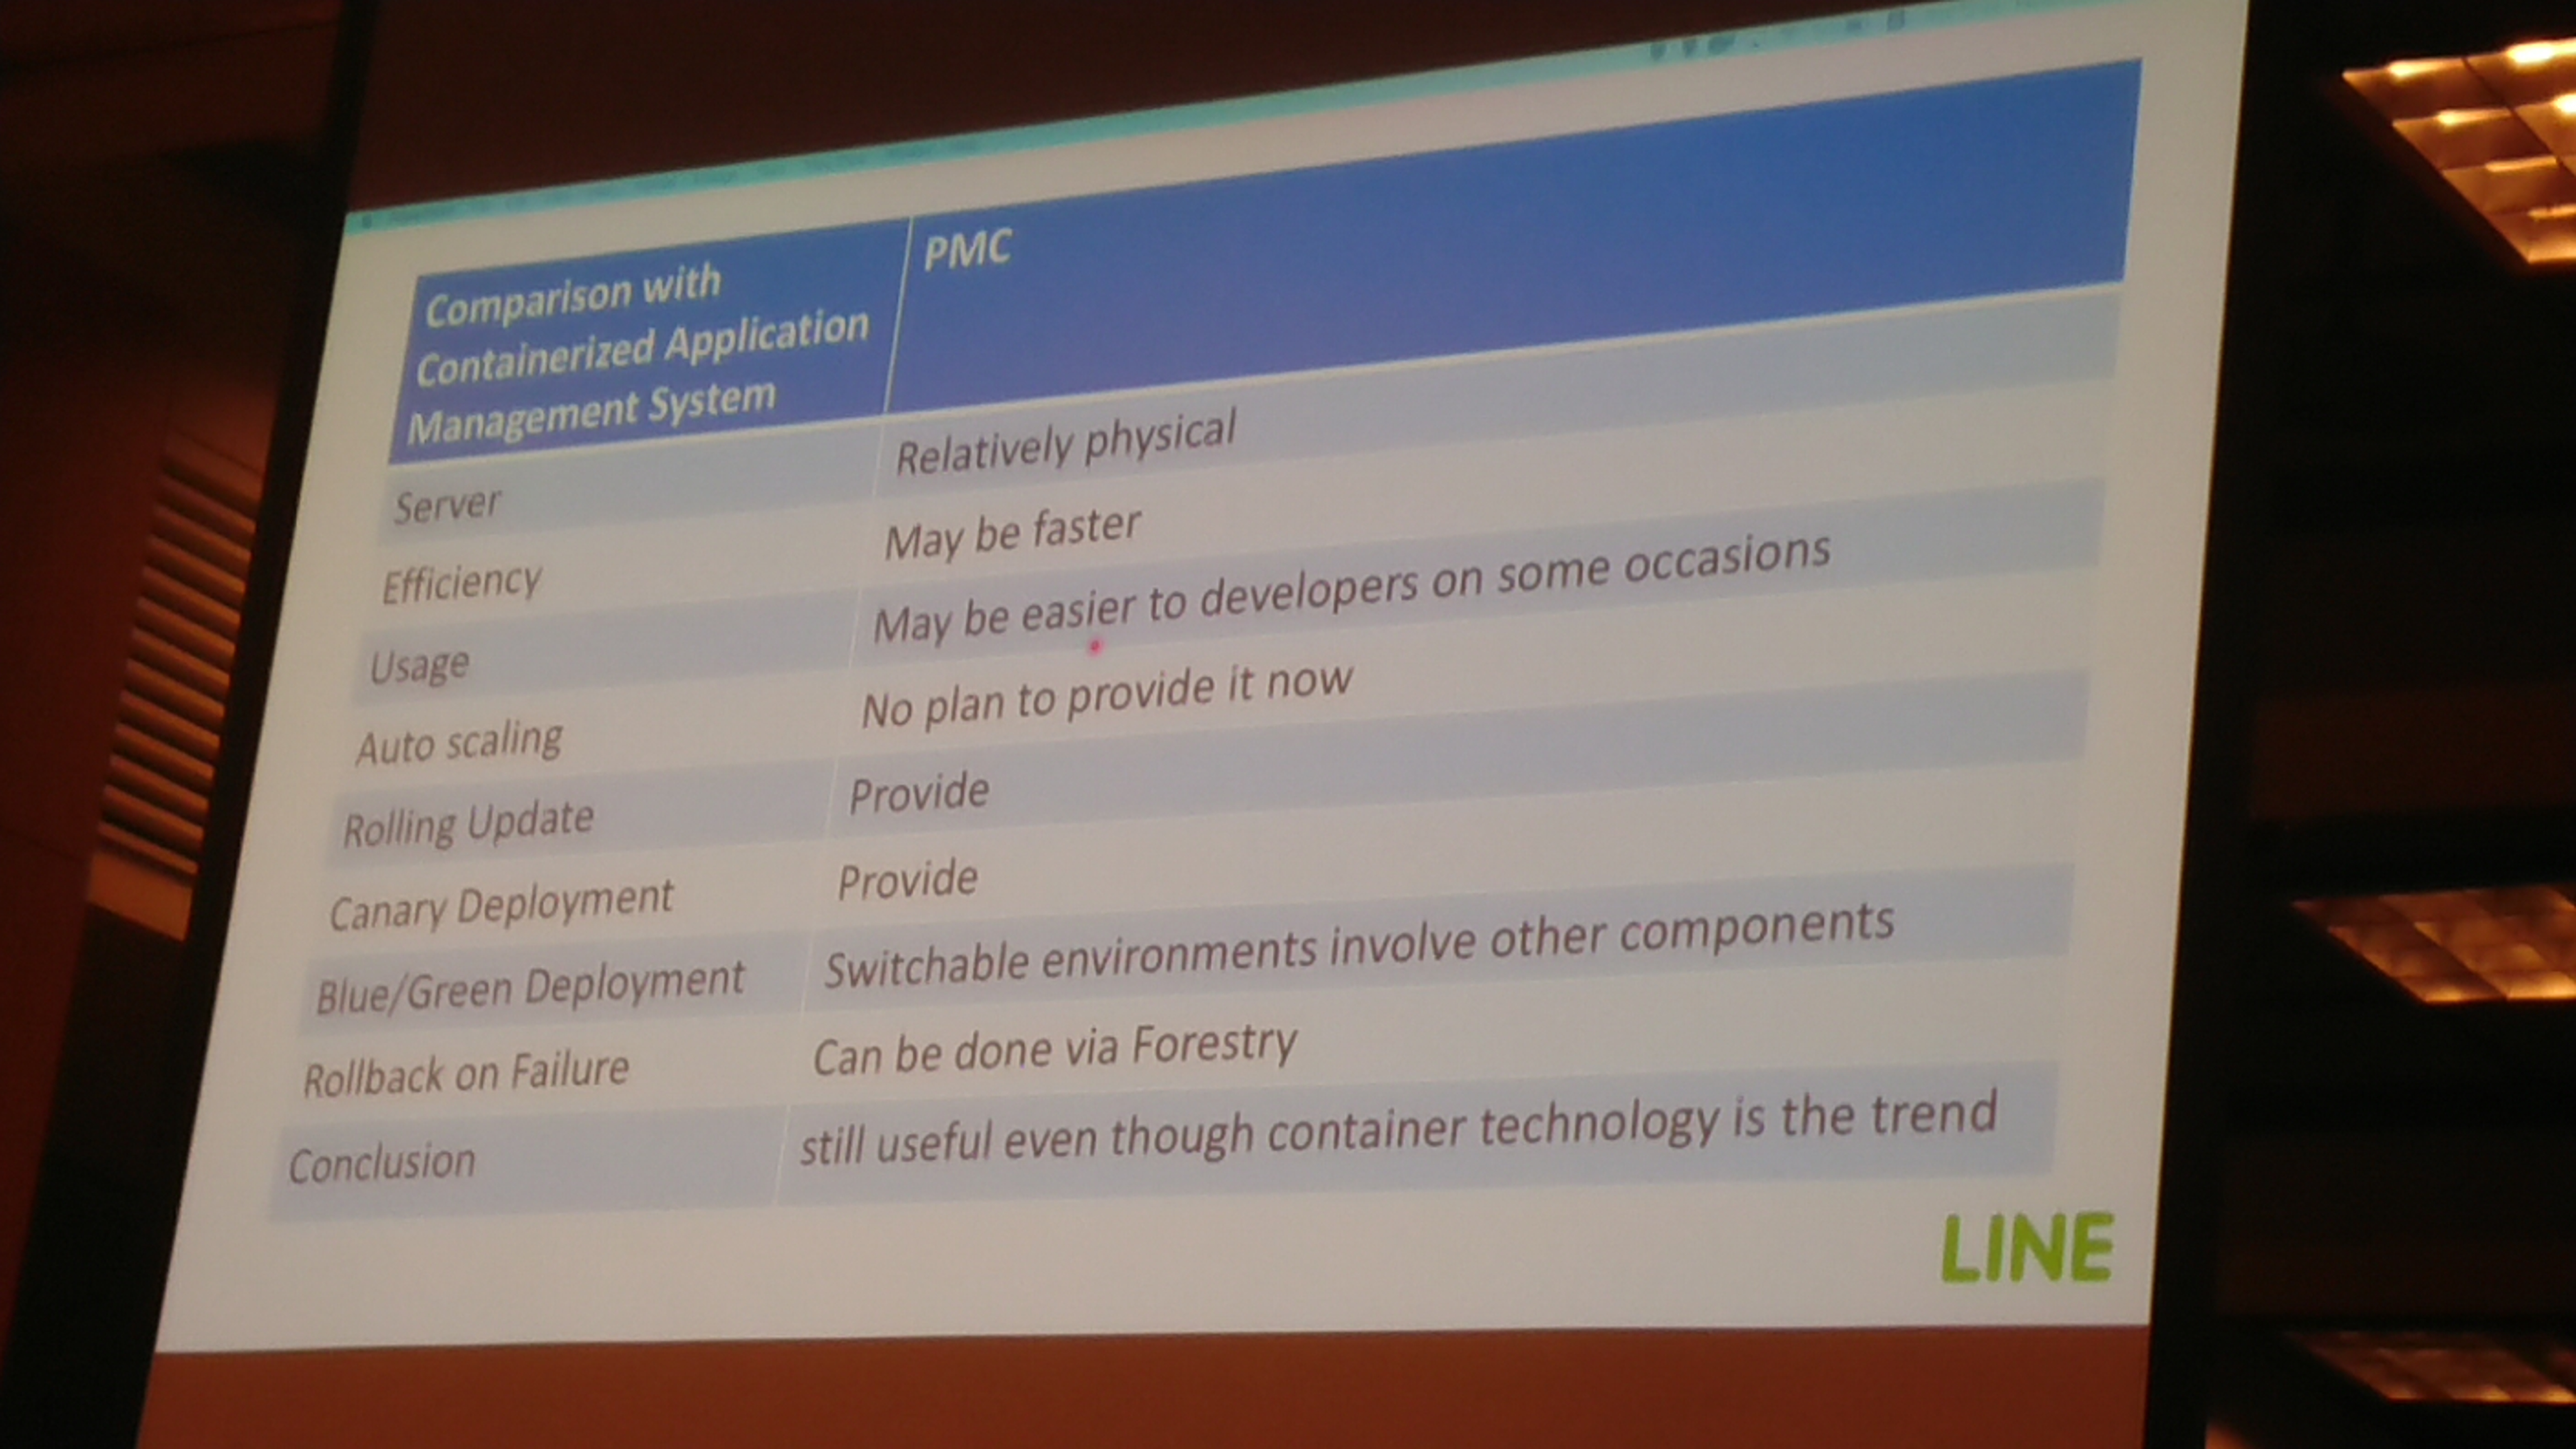 Comparison with
Containerized Application
Management System
PMC
Server
Relatively physical
Efficiency
May be faster
Usage
May be easier to developers on some occasions
Auto scaling
No plan to provide it now
Rolling Update
Provide
Canary Deployment
Provide
Blue/Green Deployment
Switchable environments involve other components
Rollback on Failure
Can be done via Forestry
Conclusion
still useful even though container technology is the trend
LINE